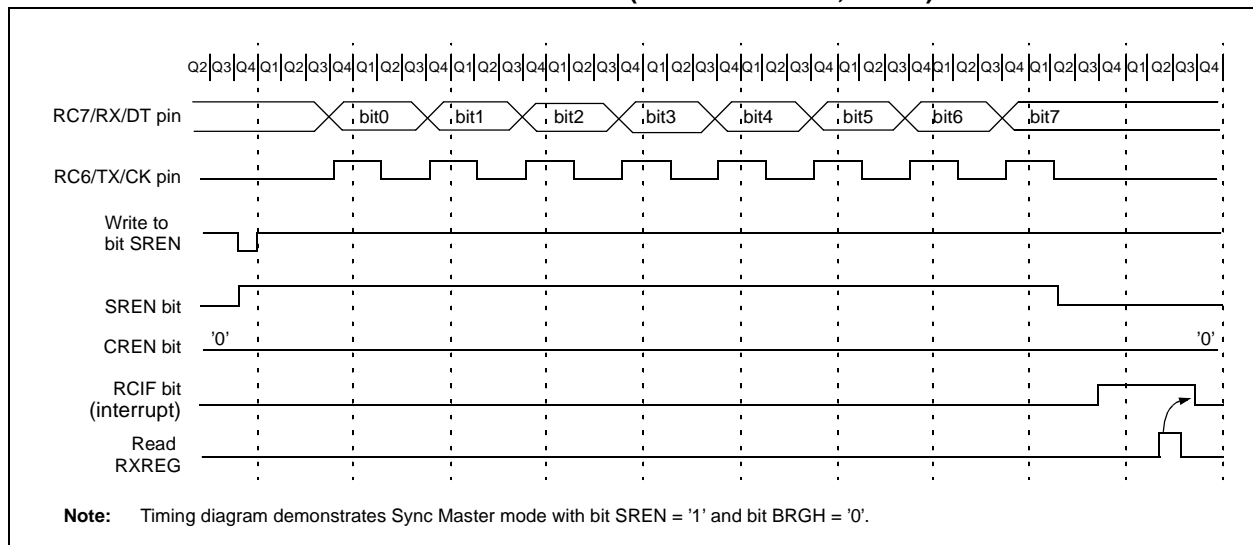 Q2 Q3 Q4 Q1 Q2 Q3 Q4 Q1 Q2 Q3 Q4 Q1 Q2 Q3 Q4 Q1 Q2 Q3 Q4 Q1 Q2 Q3 Q4 Q1 Q2 Q3 Q4 Q1 Q2 Q3 Q4 Q1 Q2 Q3 Q4 Q1 Q2 Q3 Q4 Q1 Q2 Q3 Q4
RC7/RX/DT pin bit0 bit1 bit2 bit3 bit4 bit5 bit6 bit7
RC6/TX/CK pin
Write to
bit SREN
SREN bit
CREN bit '0' '0'
RCIF bit
(interrupt)
Read
RXREG
Note: Timing diagram demonstrates Sync Master mode with bit SREN = '1' and bit BRGH = '0'.